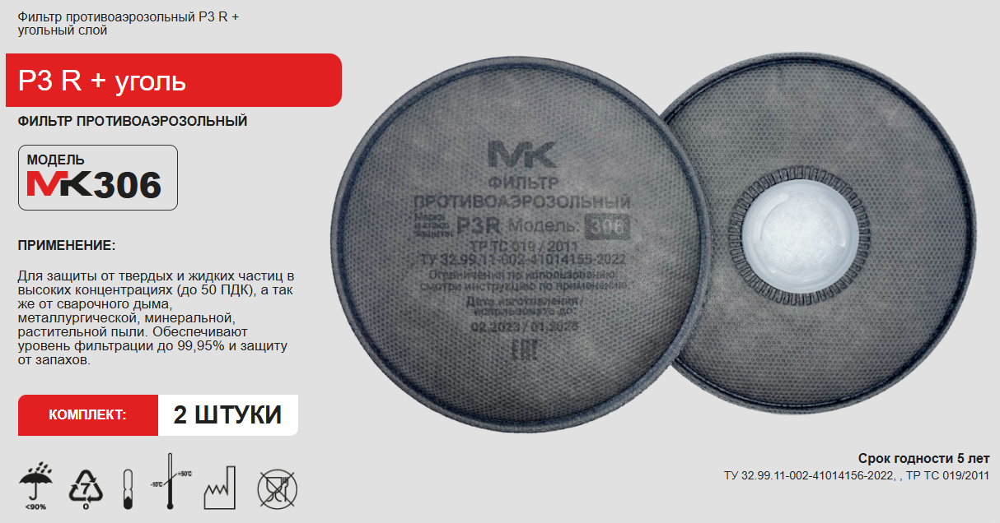 Фильтр противоаэрозольный P3 R +
угольный слой
P3 R + уголь
ФИЛЬТР ПРОТИВОАЭРОЗОЛЬНЫЙ
МОДЕЛЬ
МК306
ПРИМЕНЕНИЕ:
Для защиты от твердых и жидких частиц в
высоких концентрациях (до 50 ПДК), а так
же от сварочного дыма,
металлургической, минеральной,
растительной пыли. Обеспечивают
уровень фильтрации до 99,95% и защиту
от запахов.
КОМПЛЕКТ:
2 ШТУКИ
<90%
7
O
-10°C
+50°C
МК
ФИЛЬТР
ПРОТИВОАЭРОЗОЛЬНЫЙ
Марка
и класс
защиты:
P3R Модель: 306
ТР ТС 019 / 2011
ТУ 32.99.11-002-41014156-2022
Ограничения по использованию
смотри инструкцию по применению
Дата изготовления/
использовать до:
02.2023 / 01.2028
EAC
Срок годности 5 лет
ТУ 32.99.11-002-41014156-2022, , ТР ТС 019/2011